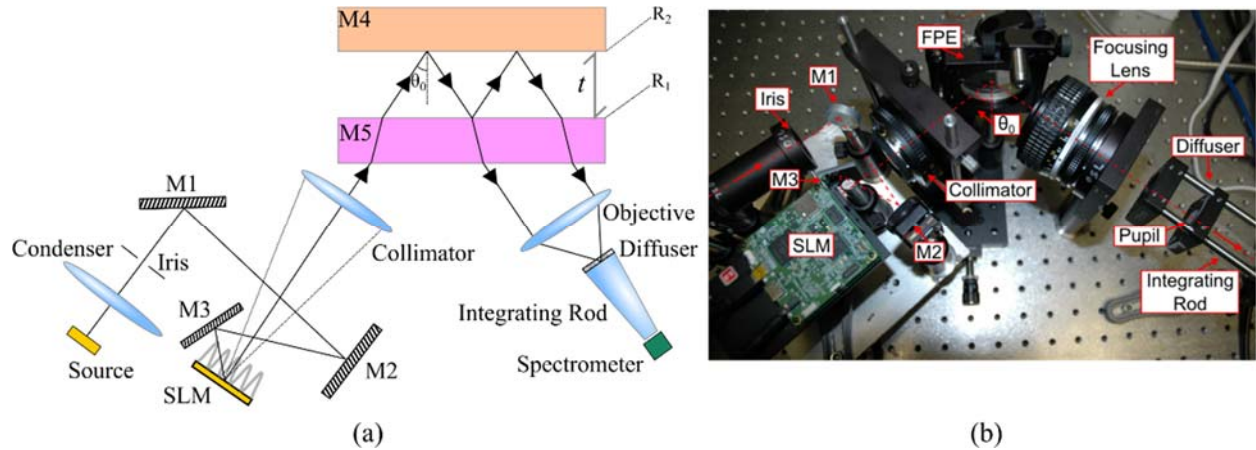 M4
R₂
θ₀
t
R₁
M5
M1
Condenser
Iris
Objective
Collimator
Diffuser
M3
Integrating Rod
Source
M2
Spectrometer
SLM
(a)
FPE
Focusing
Lens
M1
Iris
θ₀
Diffuser
M3
Collimator
SLM
M2
Pupil
Integrating
Rod
(b)